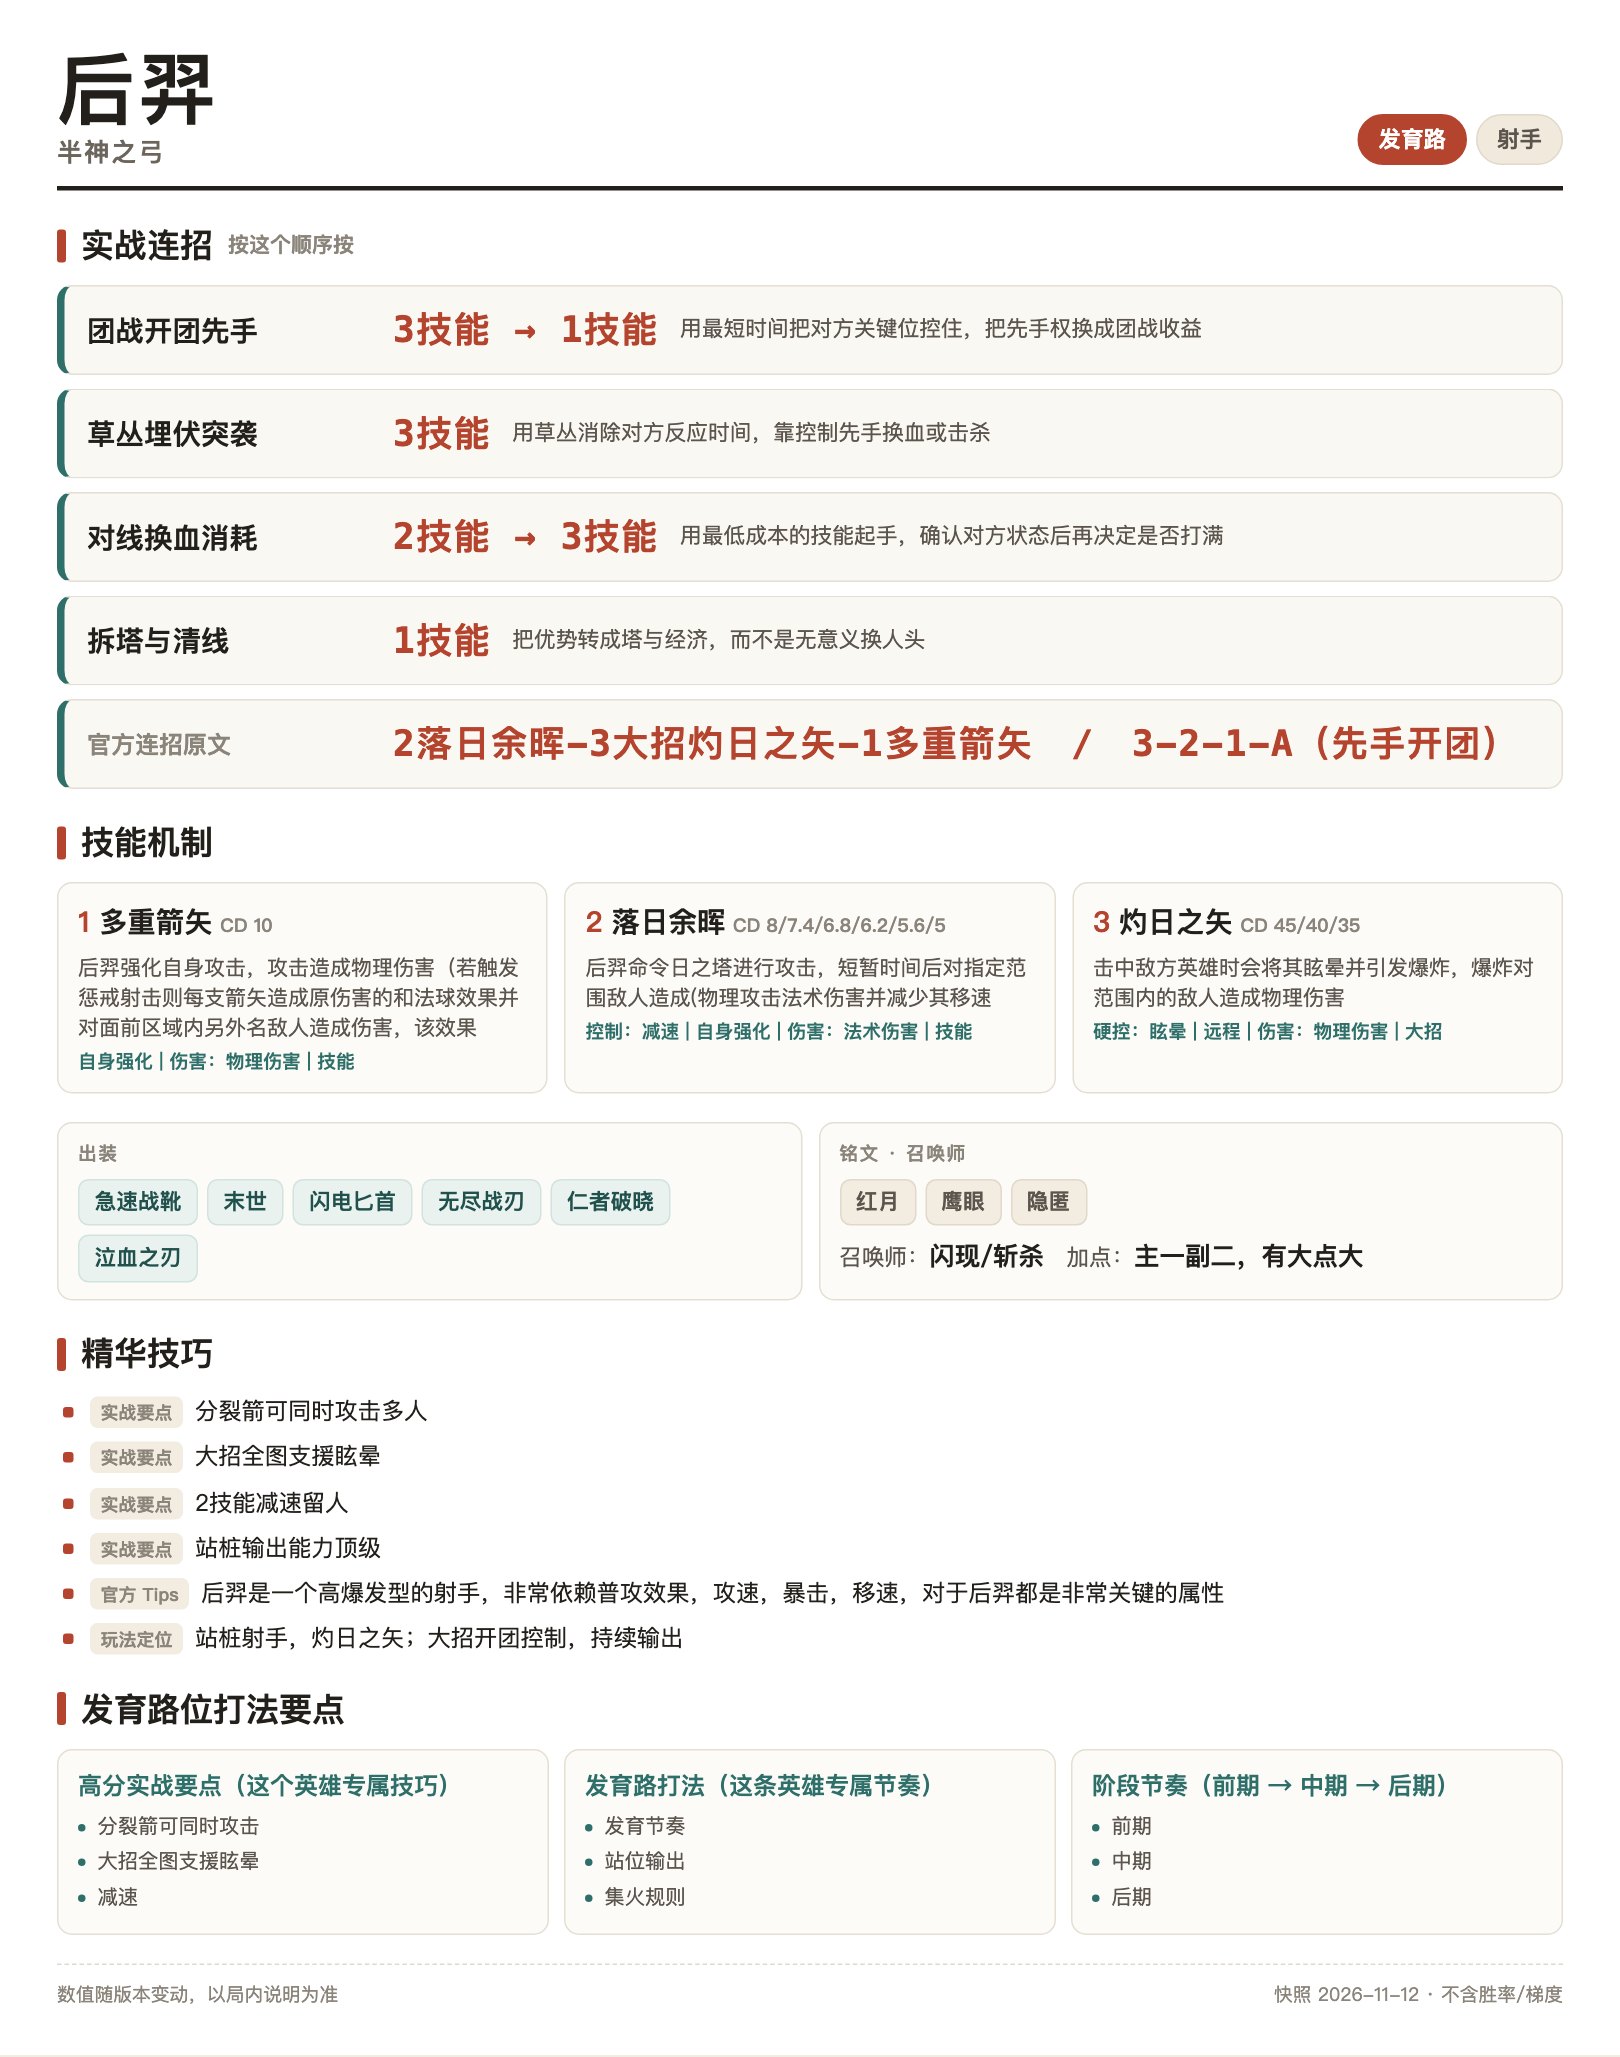 后羿
半神之弓
发育路 射手
实战连招 按这个顺序按
团战开团先手 3技能 → 1技能 用最短时间把对方关键位控住，把先手权换成团战收益
草丛埋伏突袭 3技能 用草丛消除对方反应时间，靠控制先手换血或击杀
对线换血消耗 2技能 → 3技能 用最低成本的技能起手，确认对方状态后再决定是否打满
拆塔与清线 1技能 把优势转成塔与经济，而不是无意义换人头
官方连招原文 2落日余晖-3大招灼日之矢-1多重箭矢 / 3-2-1-A（先手开团）
技能机制
1 多重箭矢 CD 10
后羿强化自身攻击，攻击造成物理伤害（若触发
惩戒射击则每支箭矢造成原伤害的和法球效果并
对面前区域内另外名敌人造成伤害，该效果
自身强化 | 伤害：物理伤害 | 技能
2 落日余晖 CD 8/7.4/6.8/6.2/5.6/5
后羿命令日之塔进行攻击，短暂时间后对指定范
围敌人造成(物理攻击法术伤害并减少其移速
控制：减速 | 自身强化 | 伤害：法术伤害 | 技能
3 灼日之矢 CD 45/40/35
击中敌方英雄时会将其眩晕并引发爆炸，爆炸对
范围内的敌人造成物理伤害
硬控：眩晕 | 远程 | 伤害：物理伤害 | 大招
出装
急速战靴 末世 闪电匕首 无尽战刃 仁者破晓
泣血之刃
铭文 · 召唤师
红月 鹰眼 隐匿
召唤师：闪现/斩杀 加点：主一副二，有大点大
精华技巧
实战要点 分裂箭可同时攻击多人
实战要点 大招全图支援眩晕
实战要点 2技能减速留人
实战要点 站桩输出能力顶级
官方 Tips 后羿是一个高爆发型的射手，非常依赖普攻效果，攻速，暴击，移速，对于后羿都是非常关键的属性
玩法定位 站桩射手，灼日之矢；大招开团控制，持续输出
发育路位打法要点
高分实战要点（这个英雄专属技巧）
分裂箭可同时攻击
大招全图支援眩晕
减速
发育路打法（这条英雄专属节奏）
发育节奏
站位输出
集火规则
阶段节奏（前期 → 中期 → 后期）
前期
中期
后期
数值随版本变动，以局内说明为准
快照 2026-11-12 · 不含胜率/梯度